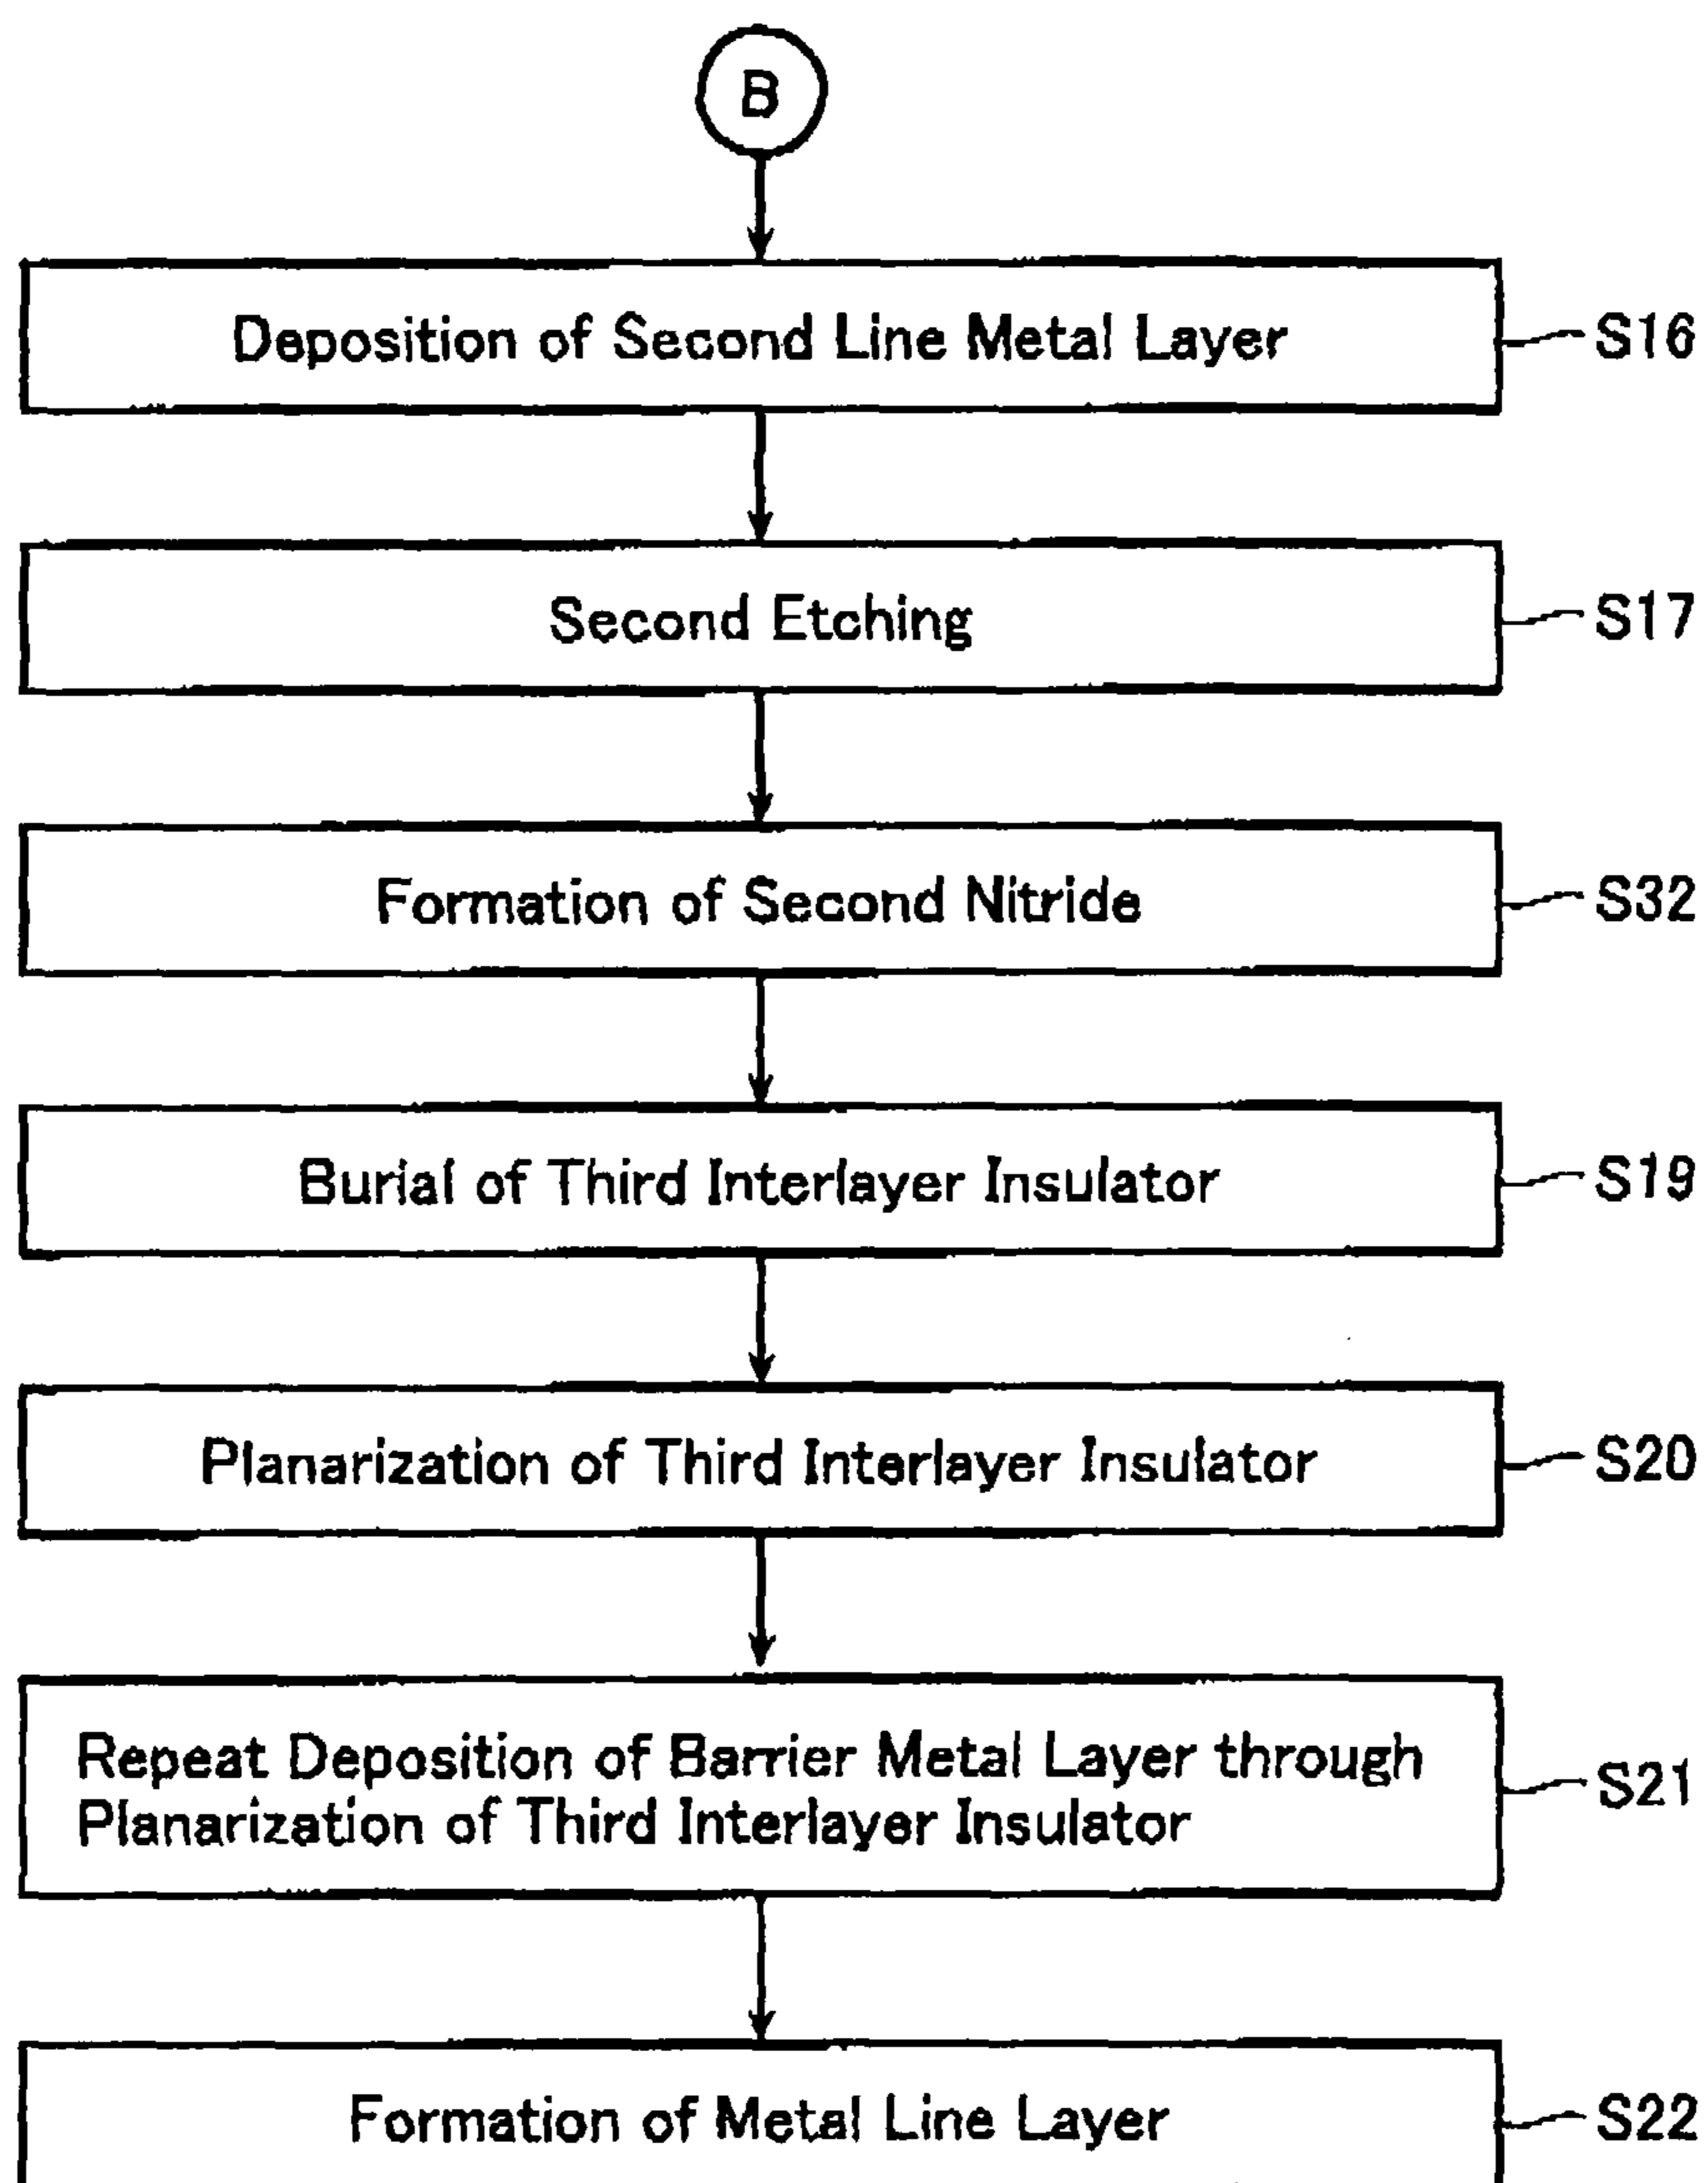 B
Deposition of Second Line Metal Layer
S16
Second Etching
S17
Formation of Second Nitride
S32
Burial of Third Interlayer Insulator
S19
Planarization of Third Interlayer Insulator
S20
Repeat Deposition of Barrier Metal Layer through
Planarization of Third Interlayer Insulator
S21
Formation of Metal Line Layer
S22